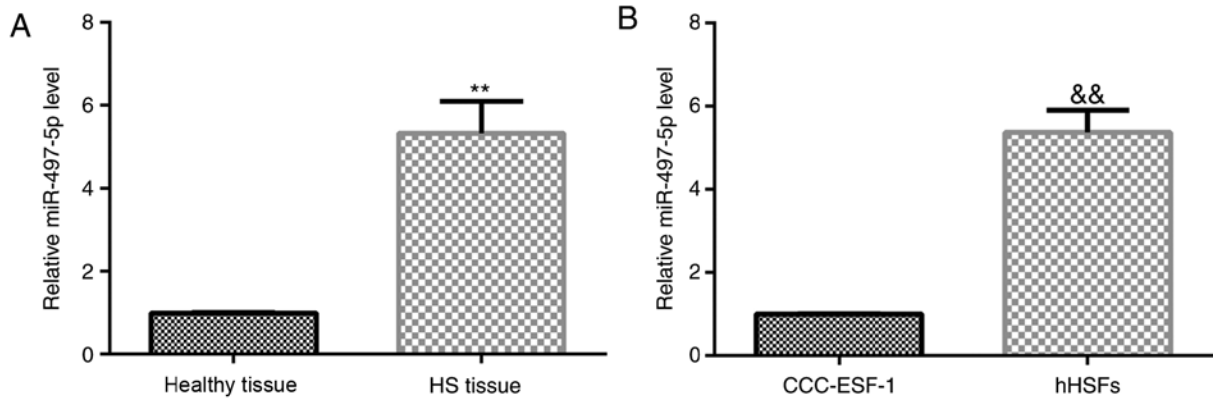 A
Relative miR-497-5p level
8
6
4
2
0
**
Healthy tissue
HS tissue
B
Relative miR-497-5p level
8
6
4
2
0
&&
CCC-ESF-1
hHSFs